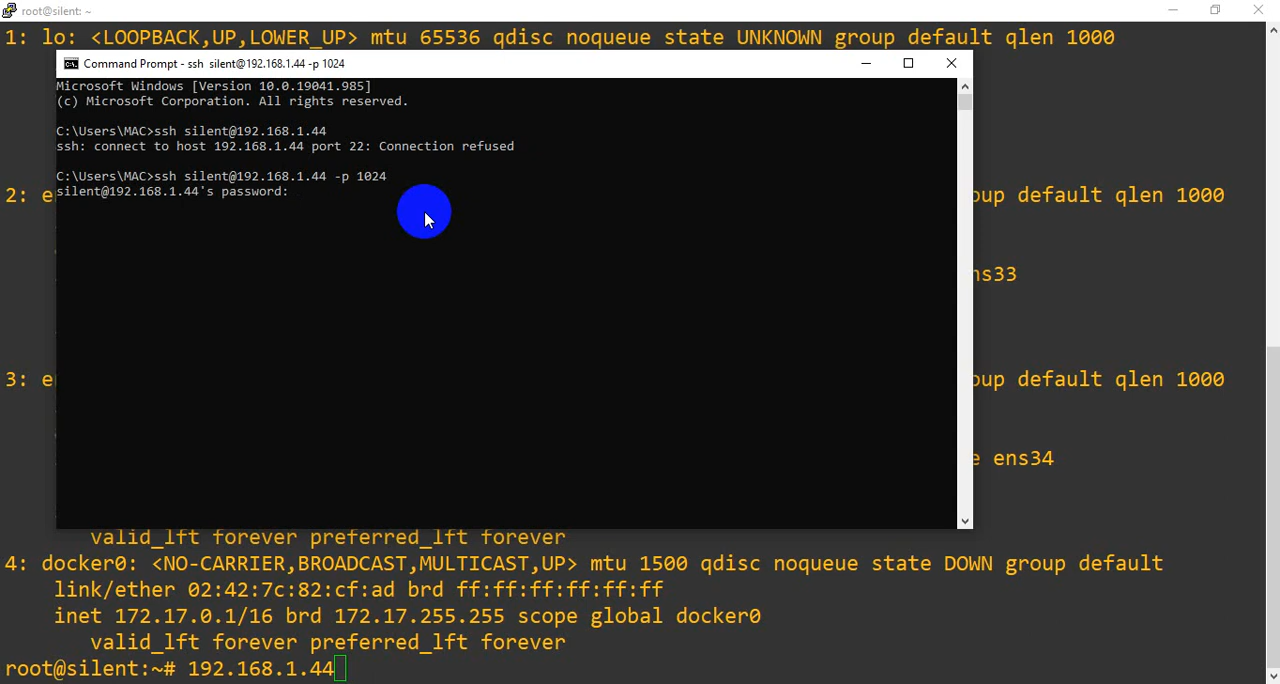 root@silent: ~
1: lo: <LOOPBACK,UP,LOWER_UP> mtu 65536 qdisc noqueue state UNKNOWN group default qlen 1000
Command Prompt - ssh  silent@192.168.1.44 -p 1024
Microsoft Windows [Version 10.0.19041.985]
(c) Microsoft Corporation. All rights reserved.
C:\Users\MAC>ssh silent@192.168.1.44
ssh: connect to host 192.168.1.44 port 22: Connection refused
C:\Users\MAC>ssh silent@192.168.1.44 -p 1024
silent@192.168.1.44's password:
2: default qlen 1000
3: default qlen 1000
ens34
valid_lft forever preferred_lft forever
4: docker0: <NO-CARRIER,BROADCAST,MULTICAST,UP> mtu 1500 qdisc noqueue state DOWN group default
link/ether 02:42:7c:82:cf:ad brd ff:ff:ff:ff:ff:ff
inet 172.17.0.1/16 brd 172.17.255.255 scope global docker0
valid_lft forever preferred_lft forever
root@silent:~# 192.168.1.44